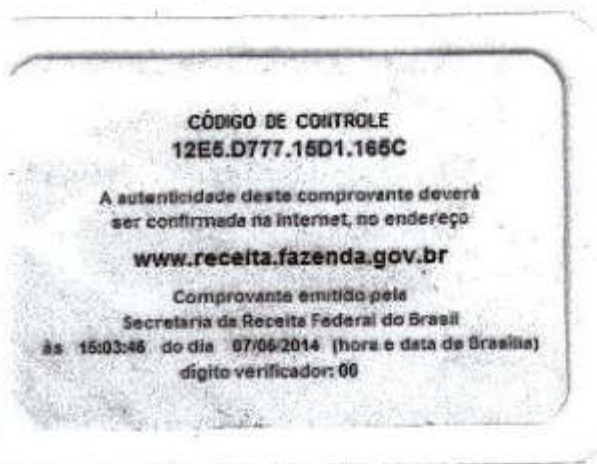 CÓDIGO DE CONTROLE
12E5.D777.15D1.165C
A autenticidade deste comprovante deverá
ser confirmada na Internet, no endereço
www.receita.fazenda.gov.br
Comprovante emitido pela
Secretaria da Receita Federal do Brasil
às 15:03:46 do dia 07/05/2014 (hora e data de Brasília)
dígito verificador: 00